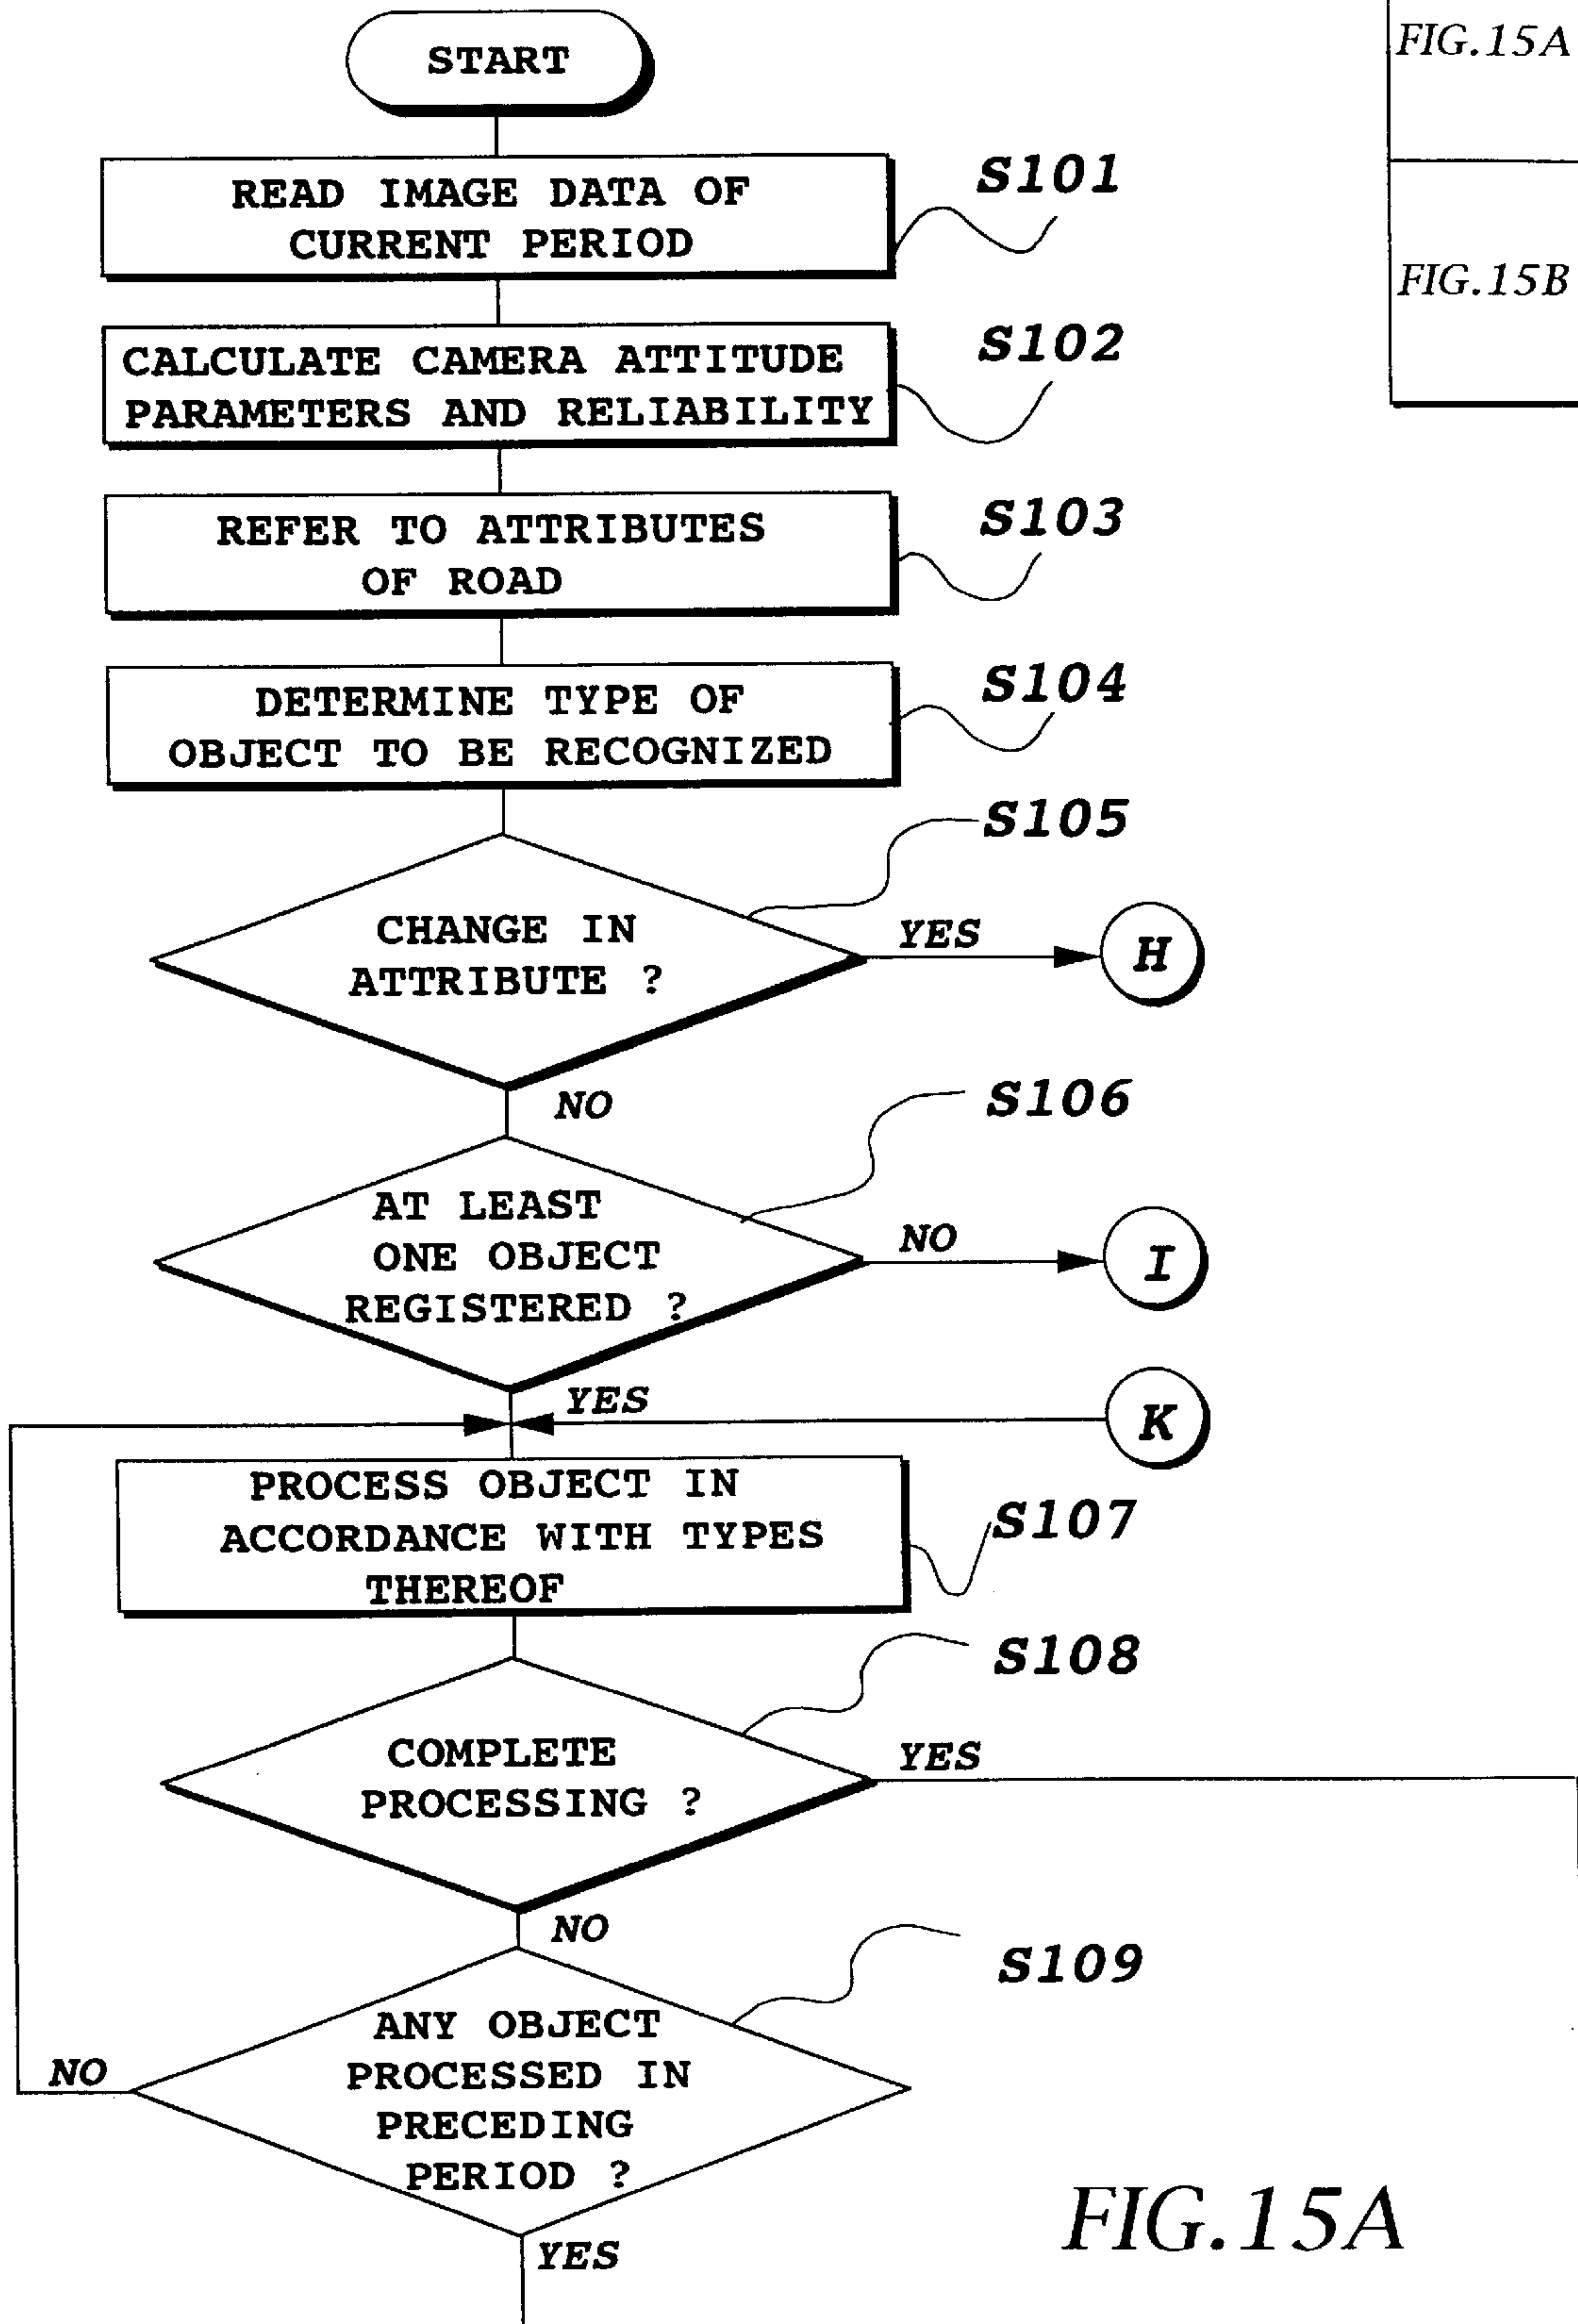 START
READ IMAGE DATA OF
CURRENT PERIOD
S101
CALCULATE CAMERA ATTITUDE
PARAMETERS AND RELIABILITY
S102
REFER TO ATTRIBUTES
OF ROAD
S103
DETERMINE TYPE OF
OBJECT TO BE RECOGNIZED
S104
S105
CHANGE IN
ATTRIBUTE ?
YES
H
NO
S106
AT LEAST
ONE OBJECT
REGISTERED ?
NO
I
YES
K
PROCESS OBJECT IN
ACCORDANCE WITH TYPES
THEREOF
S107
S108
COMPLETE
PROCESSING ?
YES
NO
S109
ANY OBJECT
PROCESSED IN
PRECEDING
PERIOD ?
NO
YES
FIG.15A
FIG.15B
FIG.15A